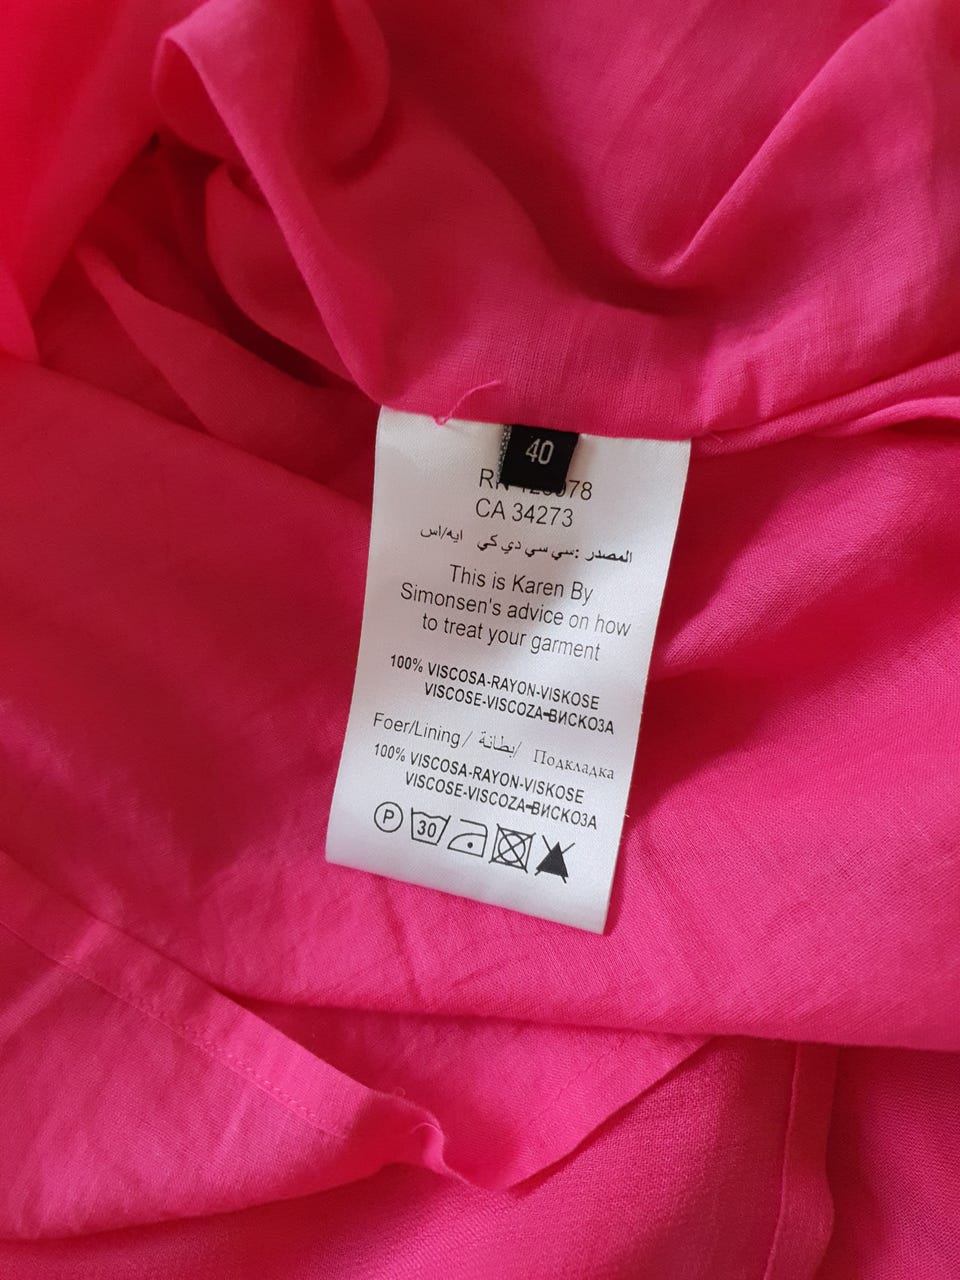 40
CA 34273
المصدر :سي سي دي كي ايه/اس
This is Karen By
Simonsen's advice on how
to treat your garment
100% VISCOSA-RAYON-VISKOSE
VISCOSE-VISCOZA-ВИСКОЗА
Foer/Lining/ بطانة/ Подкладка
100% VISCOSA-RAYON-VISKOSE
VISCOSE-VISCOZA-ВИСКОЗА
P 30